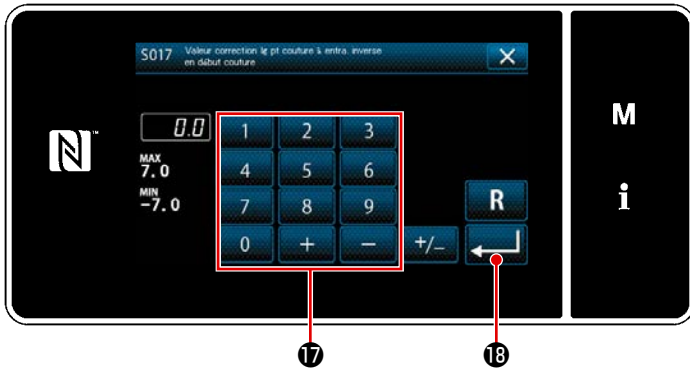 S017 Valeur correction lg pt couture à entra. inverse
en début couture
0.0 1 2 3
MAX
7.0 4 5 6
MIN
-7.0 7 8 9 R
0 + − +/−
M
i
N™
⓱ ⓲